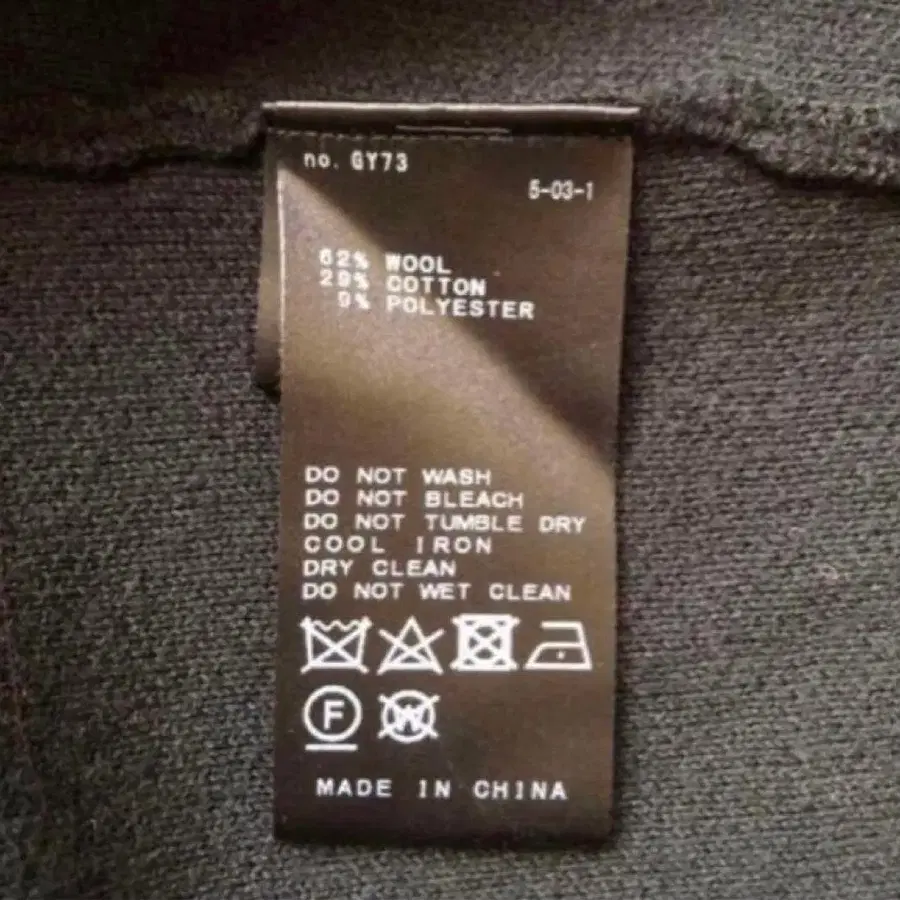 no. GY73
5-03-1
62% WOOL
29% COTTON
9% POLYESTER
DO NOT WASH
DO NOT BLEACH
DO NOT TUMBLE DRY
COOL IRON
DRY CLEAN
DO NOT WET CLEAN
F W
MADE IN CHINA